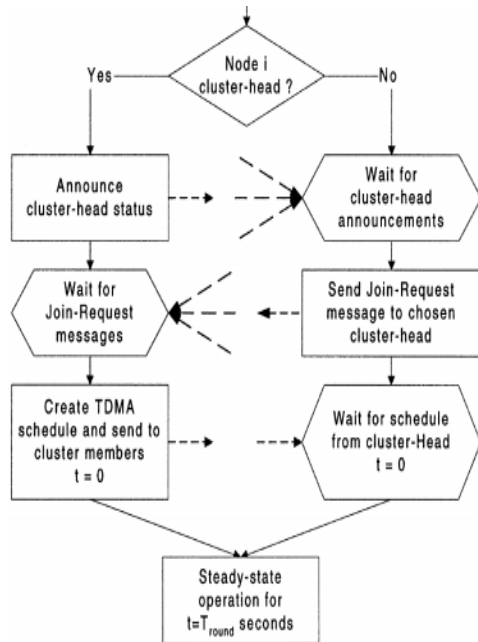 Node i
cluster-head ?
Yes
No
Announce
cluster-head status
Wait for
cluster-head
announcements
Wait for
Join-Request
messages
Send Join-Request
message to chosen
cluster-head
Create TDMA
schedule and send to
cluster members
t = 0
Wait for schedule
from cluster-Head
t = 0
Steady-state
operation for
t=Tround seconds